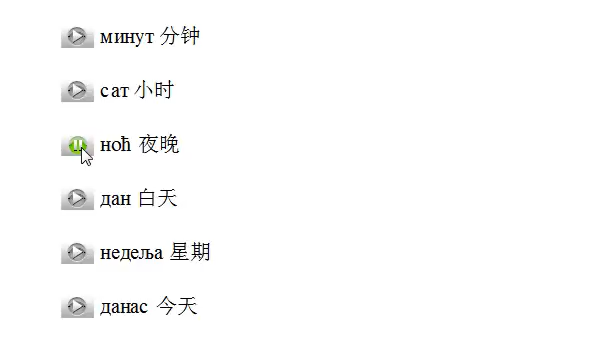 минут 分钟
сат 小时
ноћ 夜晚
дан 白天
недеља 星期
данас 今天